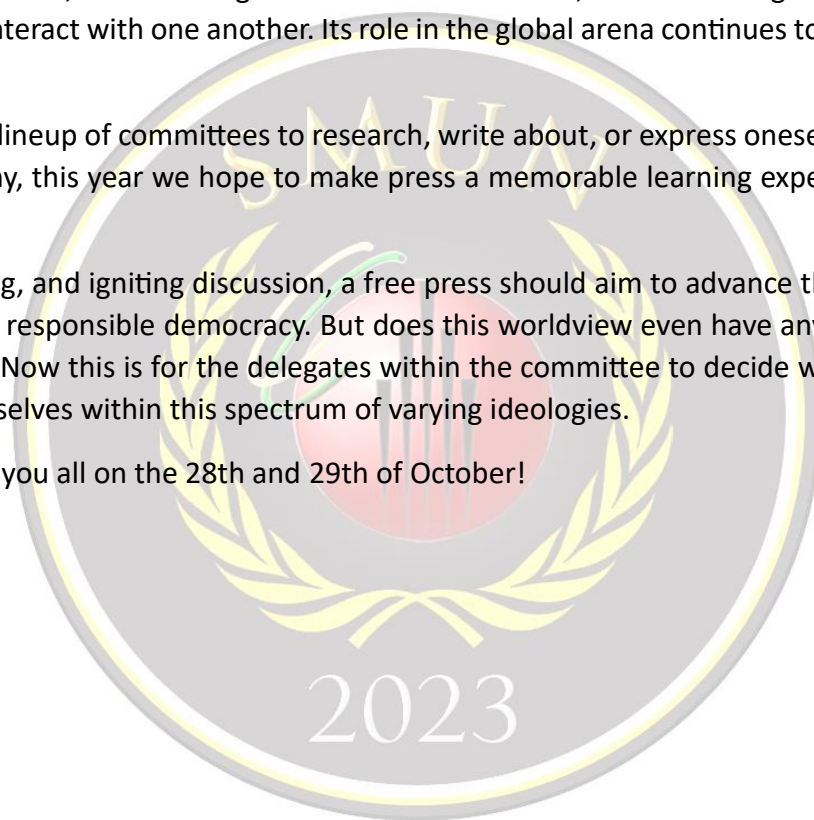 nteract with one another. Its role in the global arena continues to
lineup of committees to research, write about, or express onese
y, this year we hope to make press a memorable learning expe
SMUN
g, and igniting discussion, a free press should aim to advance th
responsible democracy. But does this worldview even have any
Now this is for the delegates within the committee to decide w
selves within this spectrum of varying ideologies.
you all on the 28th and 29th of October!
2023